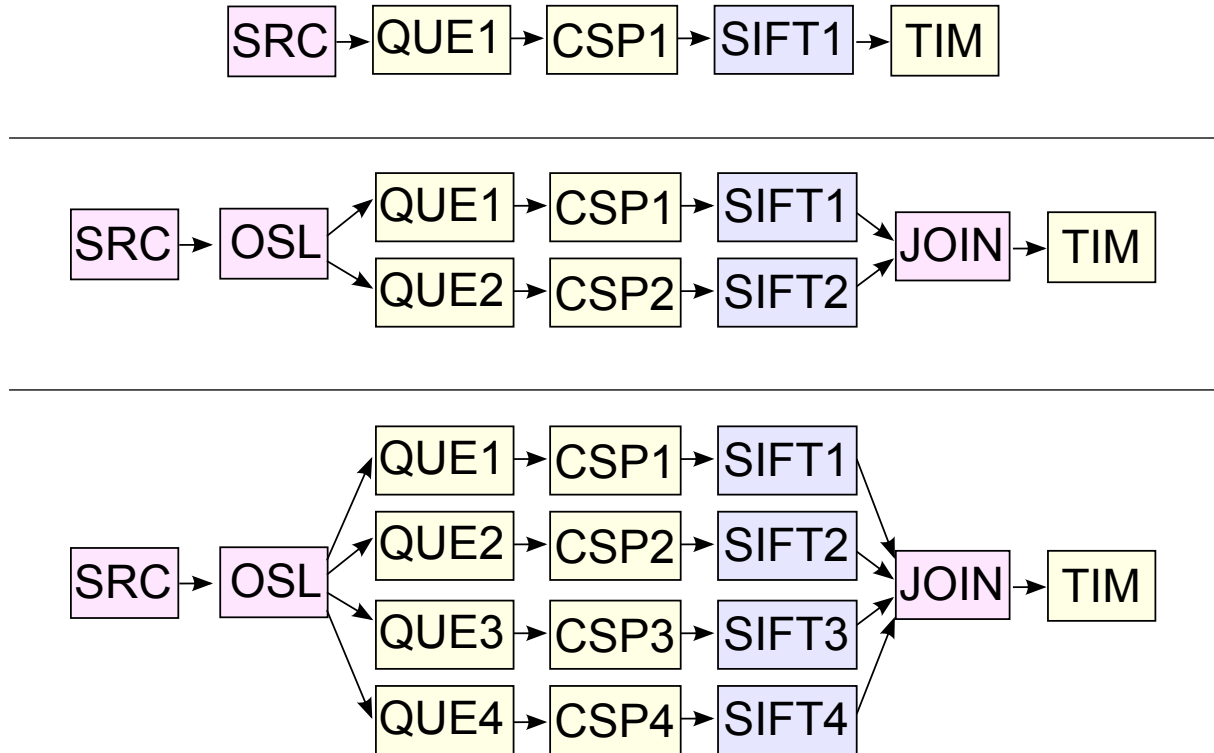 SRC QUE1 CSP1 SIFT1 TIM
QUE1 CSP1 SIFT1
SRC OSL JOIN TIM
QUE2 CSP2 SIFT2
QUE1 CSP1 SIFT1
QUE2 CSP2 SIFT2
SRC OSL JOIN TIM
QUE3 CSP3 SIFT3
QUE4 CSP4 SIFT4